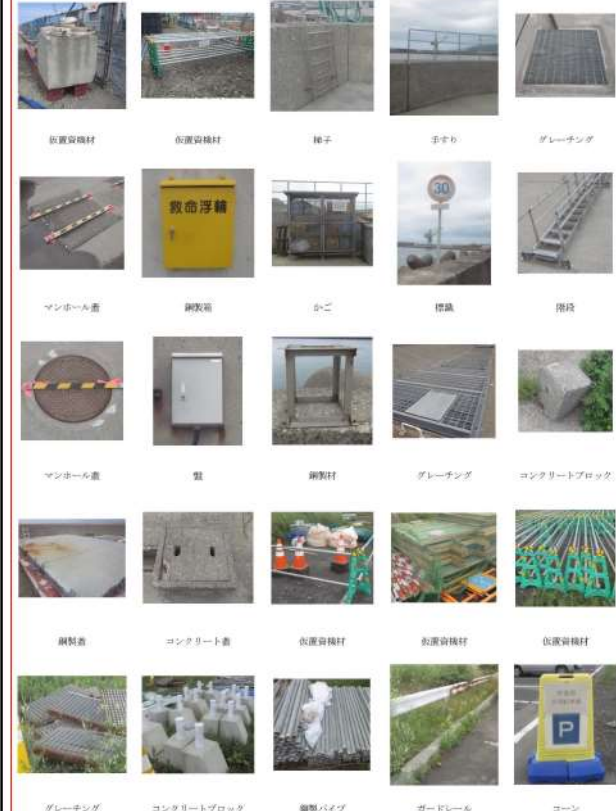 仮置資機材
仮置資機材
梯子
手すり
グレーチング
救命浮輪
マンホール蓋
鋼製箱
かご
30
標識
階段
マンホール蓋
盤
鋼製材
グレーチング
コンクリートブロック
鋼製蓋
コンクリート蓋
仮置資機材
仮置資機材
仮置資機材
P
グレーチング
コンクリートブロック
鋼製パイプ
ガードレール
コーン